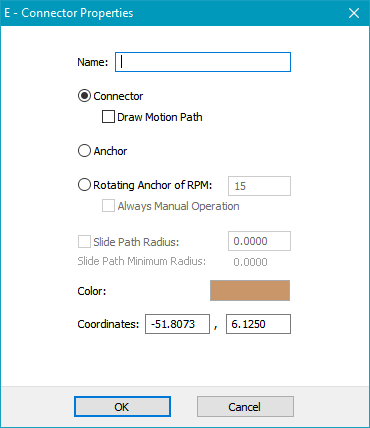 E - Connector Properties
Name:
Connector
Draw Motion Path
Anchor
Rotating Anchor of RPM: 15
Always Manual Operation
Slide Path Radius: 0.0000
Slide Path Minimum Radius: 0.0000
Color:
Coordinates: -51.8073 , 6.1250
OK Cancel